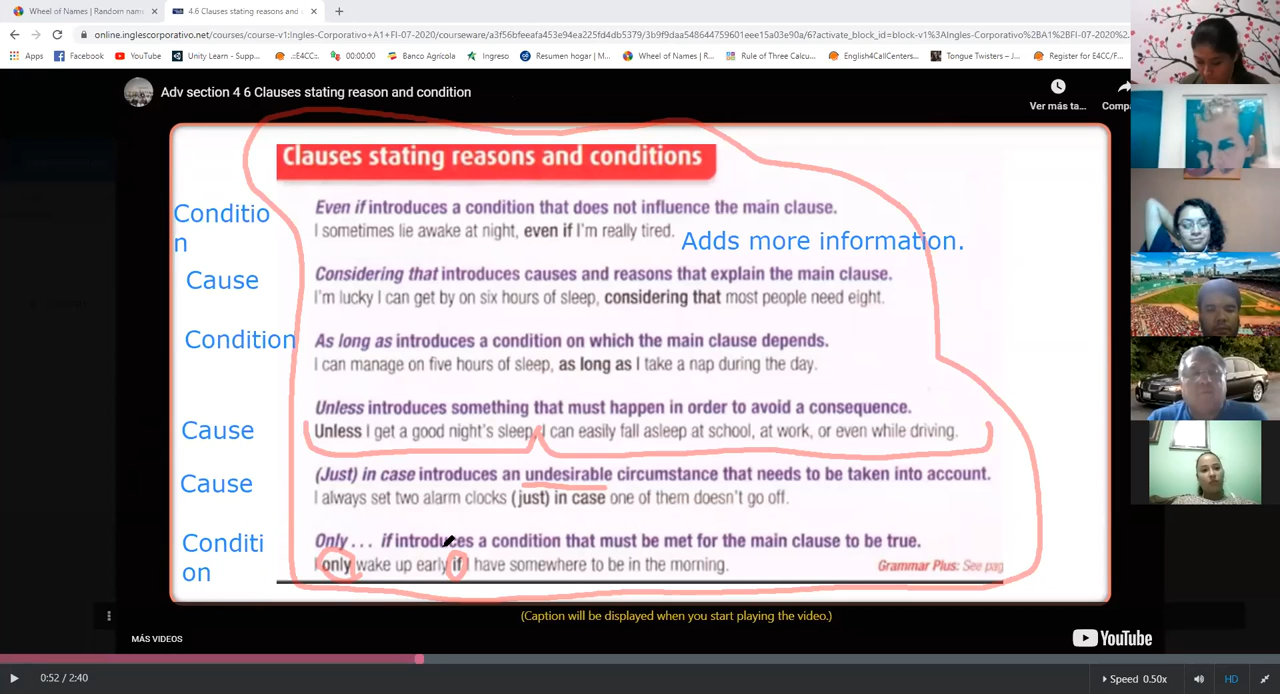 Wheel of Names | Random name
4.6 Clauses stating reasons and
online.inglescorporativo.net/courses/course-v1:Ingles-Corporativo+A1+FI-07-2020/courseware/a3f56bfeefa453e94ea225fd4db5379/3b9f9daa548644759601eee15a03e90a/6?activate_block_id=block-v1%3AIngles-Corporativo%2BA1%2BFI-07-2020%2
Apps Facebook YouTube Unity Learn - Supp... .::E4CC::. 00:00:00 Banco Agrícola Ingreso Resumen hogar | M... Wheel of Names | R... Rule of Three Calcu... English4CallCenters... Tongue Twisters – J... Register for E4CC/F...
Adv section 4 6 Clauses stating reason and condition
Ver más ta...
Compa
Clauses stating reasons and conditions
Conditio
n
Even if introduces a condition that does not influence the main clause.
I sometimes lie awake at night, even if I'm really tired.
Adds more information.
Cause
Considering that introduces causes and reasons that explain the main clause.
I'm lucky I can get by on six hours of sleep, considering that most people need eight.
Condition
As long as introduces a condition on which the main clause depends.
I can manage on five hours of sleep, as long as I take a nap during the day.
Unless introduces something that must happen in order to avoid a consequence.
Cause
Unless I get a good night's sleep, I can easily fall asleep at school, at work, or even while driving.
Cause
(Just) in case introduces an undesirable circumstance that needs to be taken into account.
I always set two alarm clocks (just) in case one of them doesn't go off.
Conditi
on
Only . . . if introduces a condition that must be met for the main clause to be true.
I only wake up early if I have somewhere to be in the morning.
Grammar Plus: See pag
(Caption will be displayed when you start playing the video.)
MÁS VIDEOS
YouTube
0:52 / 2:40
Speed 0.50x
HD